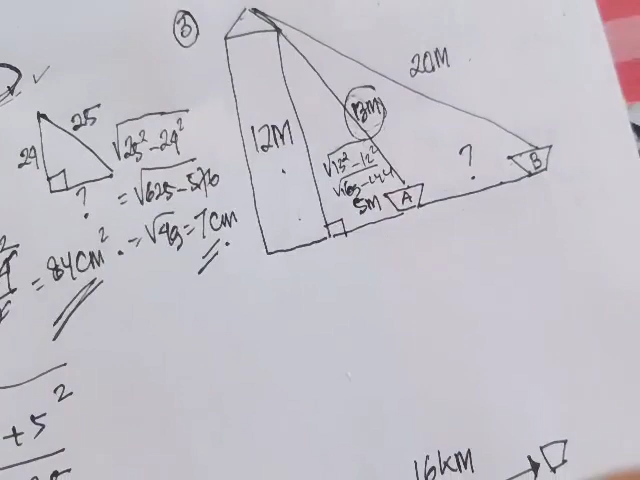 3
20M
25
24
?
√25² - 24²
= √625 - 576
= √49 = 7cm
= 84cm².
12M
13m
√13² - 12²
√169 - 144
5M
A
?
B
+ 5²
16KM